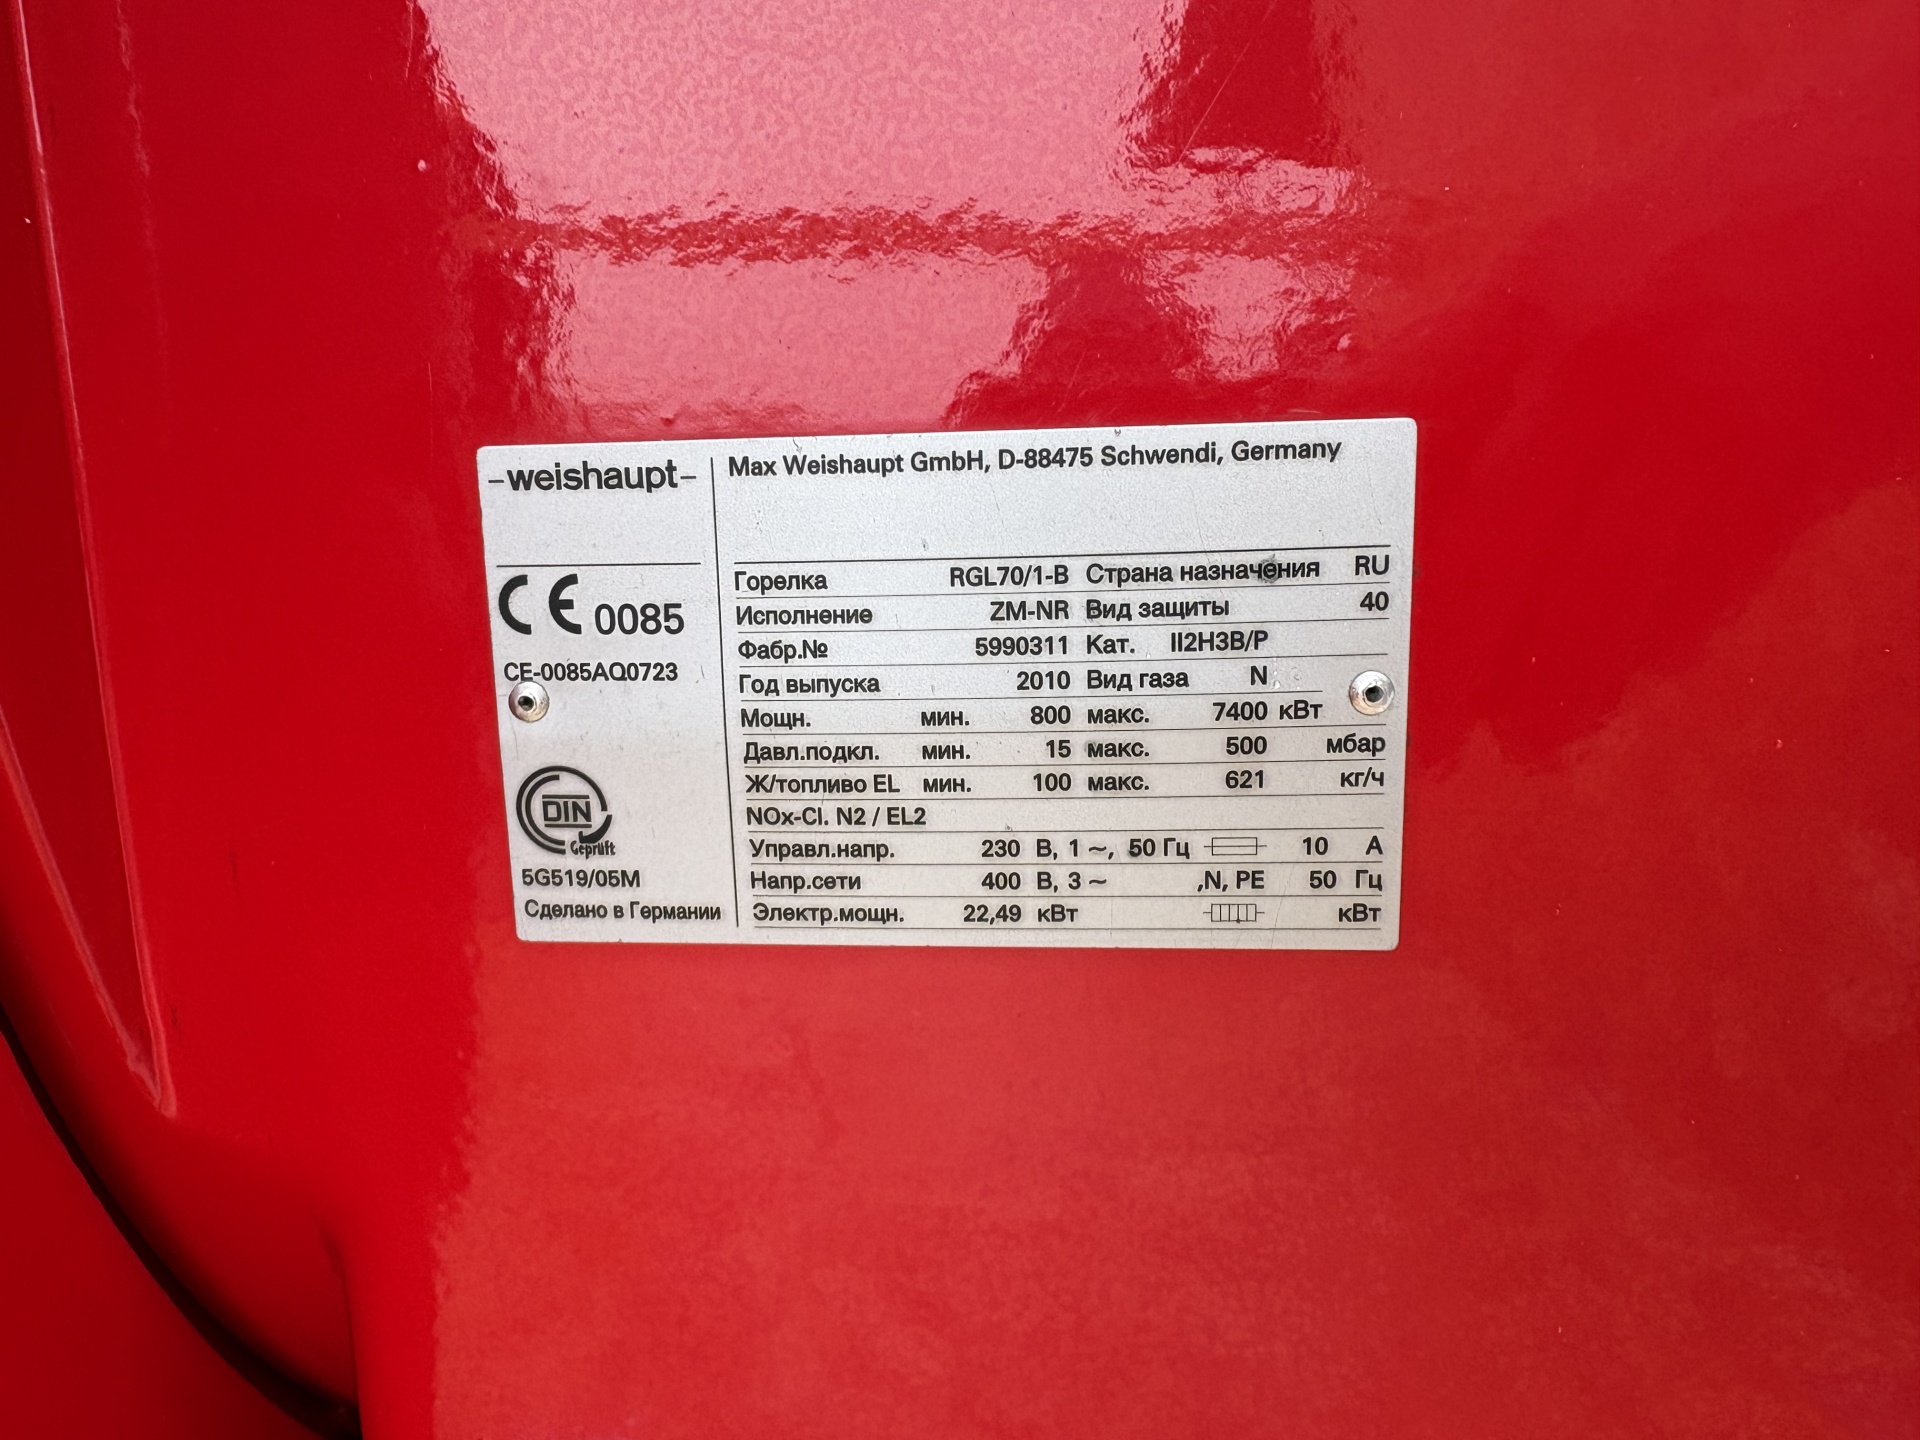 -weishaupt-
CE 0085
CE-0085AQ0723
DIN
Geprüft
5G519/05M
Сделано в Германии
Max Weishaupt GmbH, D-88475 Schwendi, Germany
Горелка RGL70/1-B Страна назначения RU
Исполнение ZM-NR Вид защиты 40
Фабр.№ 5990311 Кат. II2H3B/P
Год выпуска 2010 Вид газа N
Мощн. мин. 800 макс. 7400 кВт
Давл.подкл. мин. 15 макс. 500 мбар
Ж/топливо EL мин. 100 макс. 621 кг/ч
NOx-Cl. N2 / EL2
Управл.напр. 230 В, 1 ~, 50 Гц 10 А
Напр.сети 400 В, 3 ~ ,N, PE 50 Гц
Электр.мощн. 22,49 кВт кВт